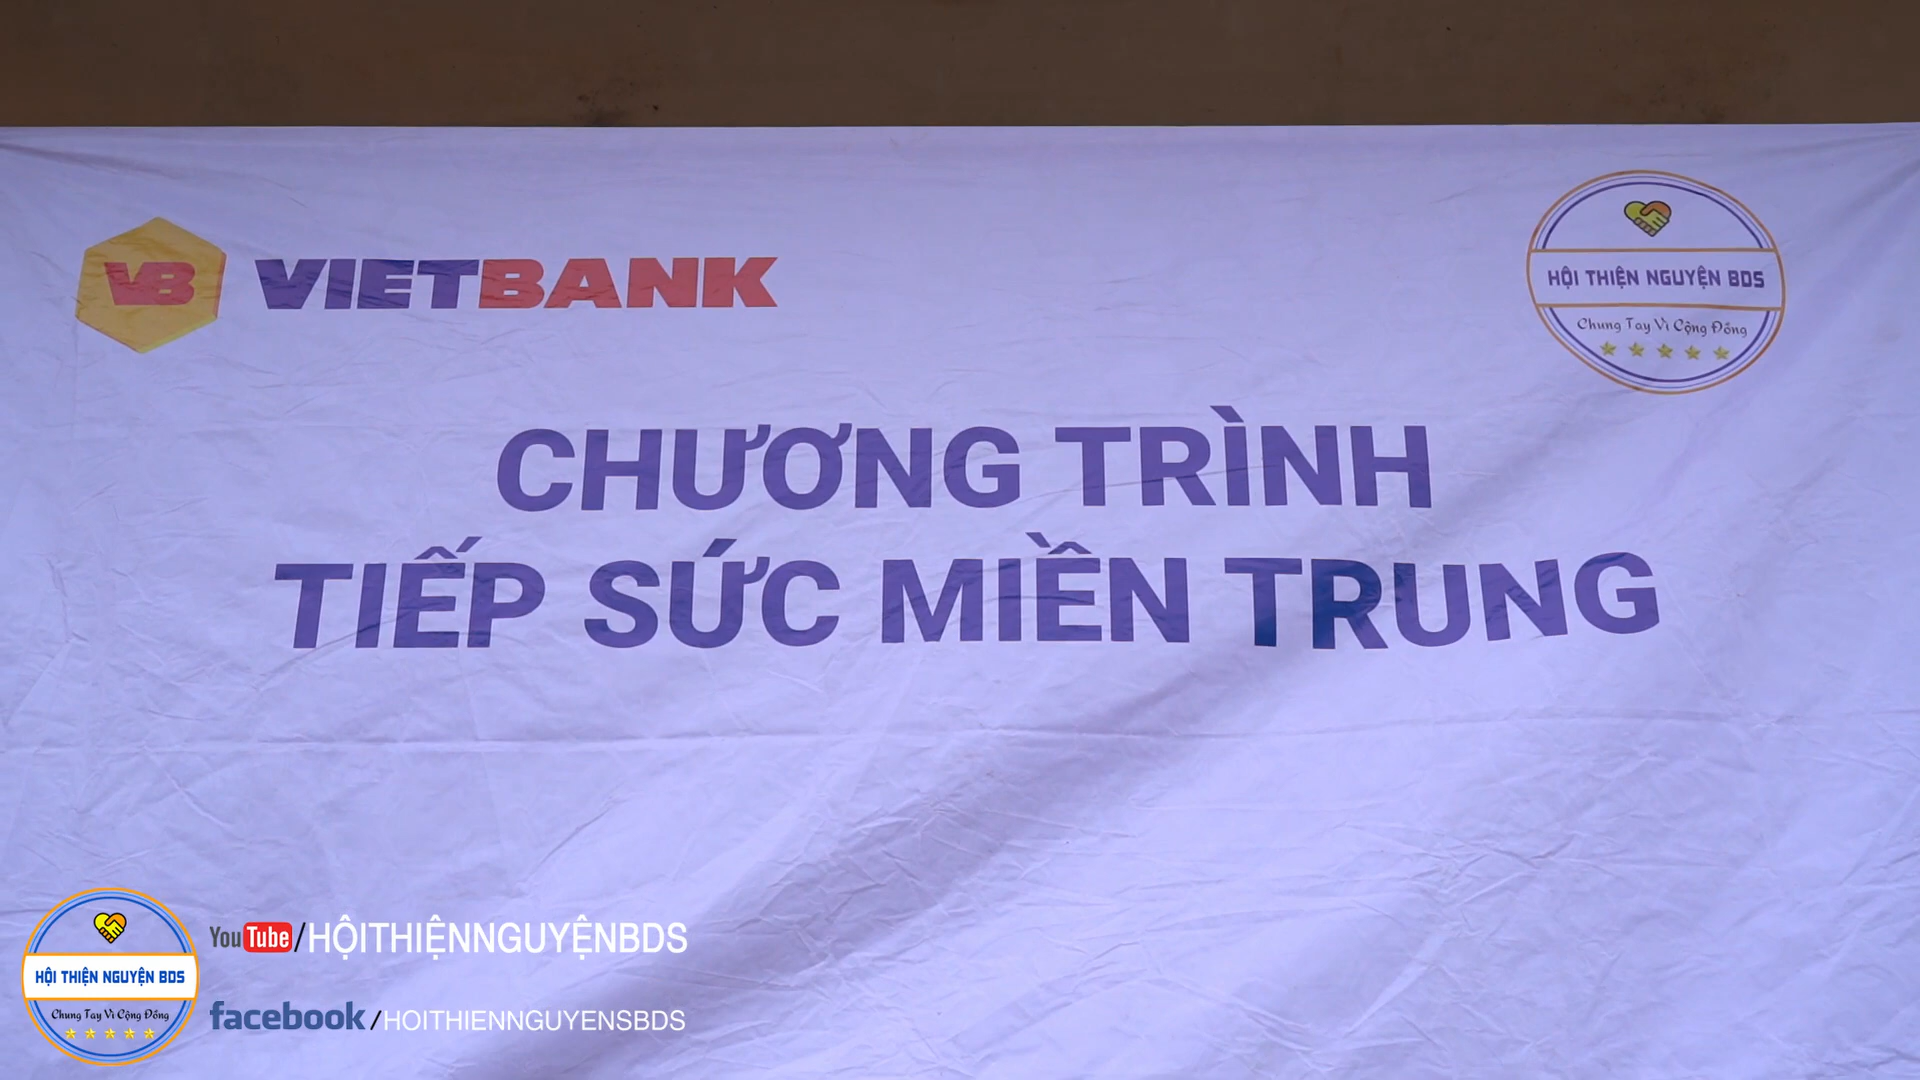 VB VIETBANK
HỘI THIỆN NGUYỆN BDS
Chung Tay Vì Cộng Đồng
CHƯƠNG TRÌNH
TIẾP SỨC MIỀN TRUNG
HỘI THIỆN NGUYỆN BDS
Chung Tay Vì Cộng Đồng
YouTube/HỘITHIỆNNGUYỆNBDS
facebook/HOITHIENNGUYENSBDS